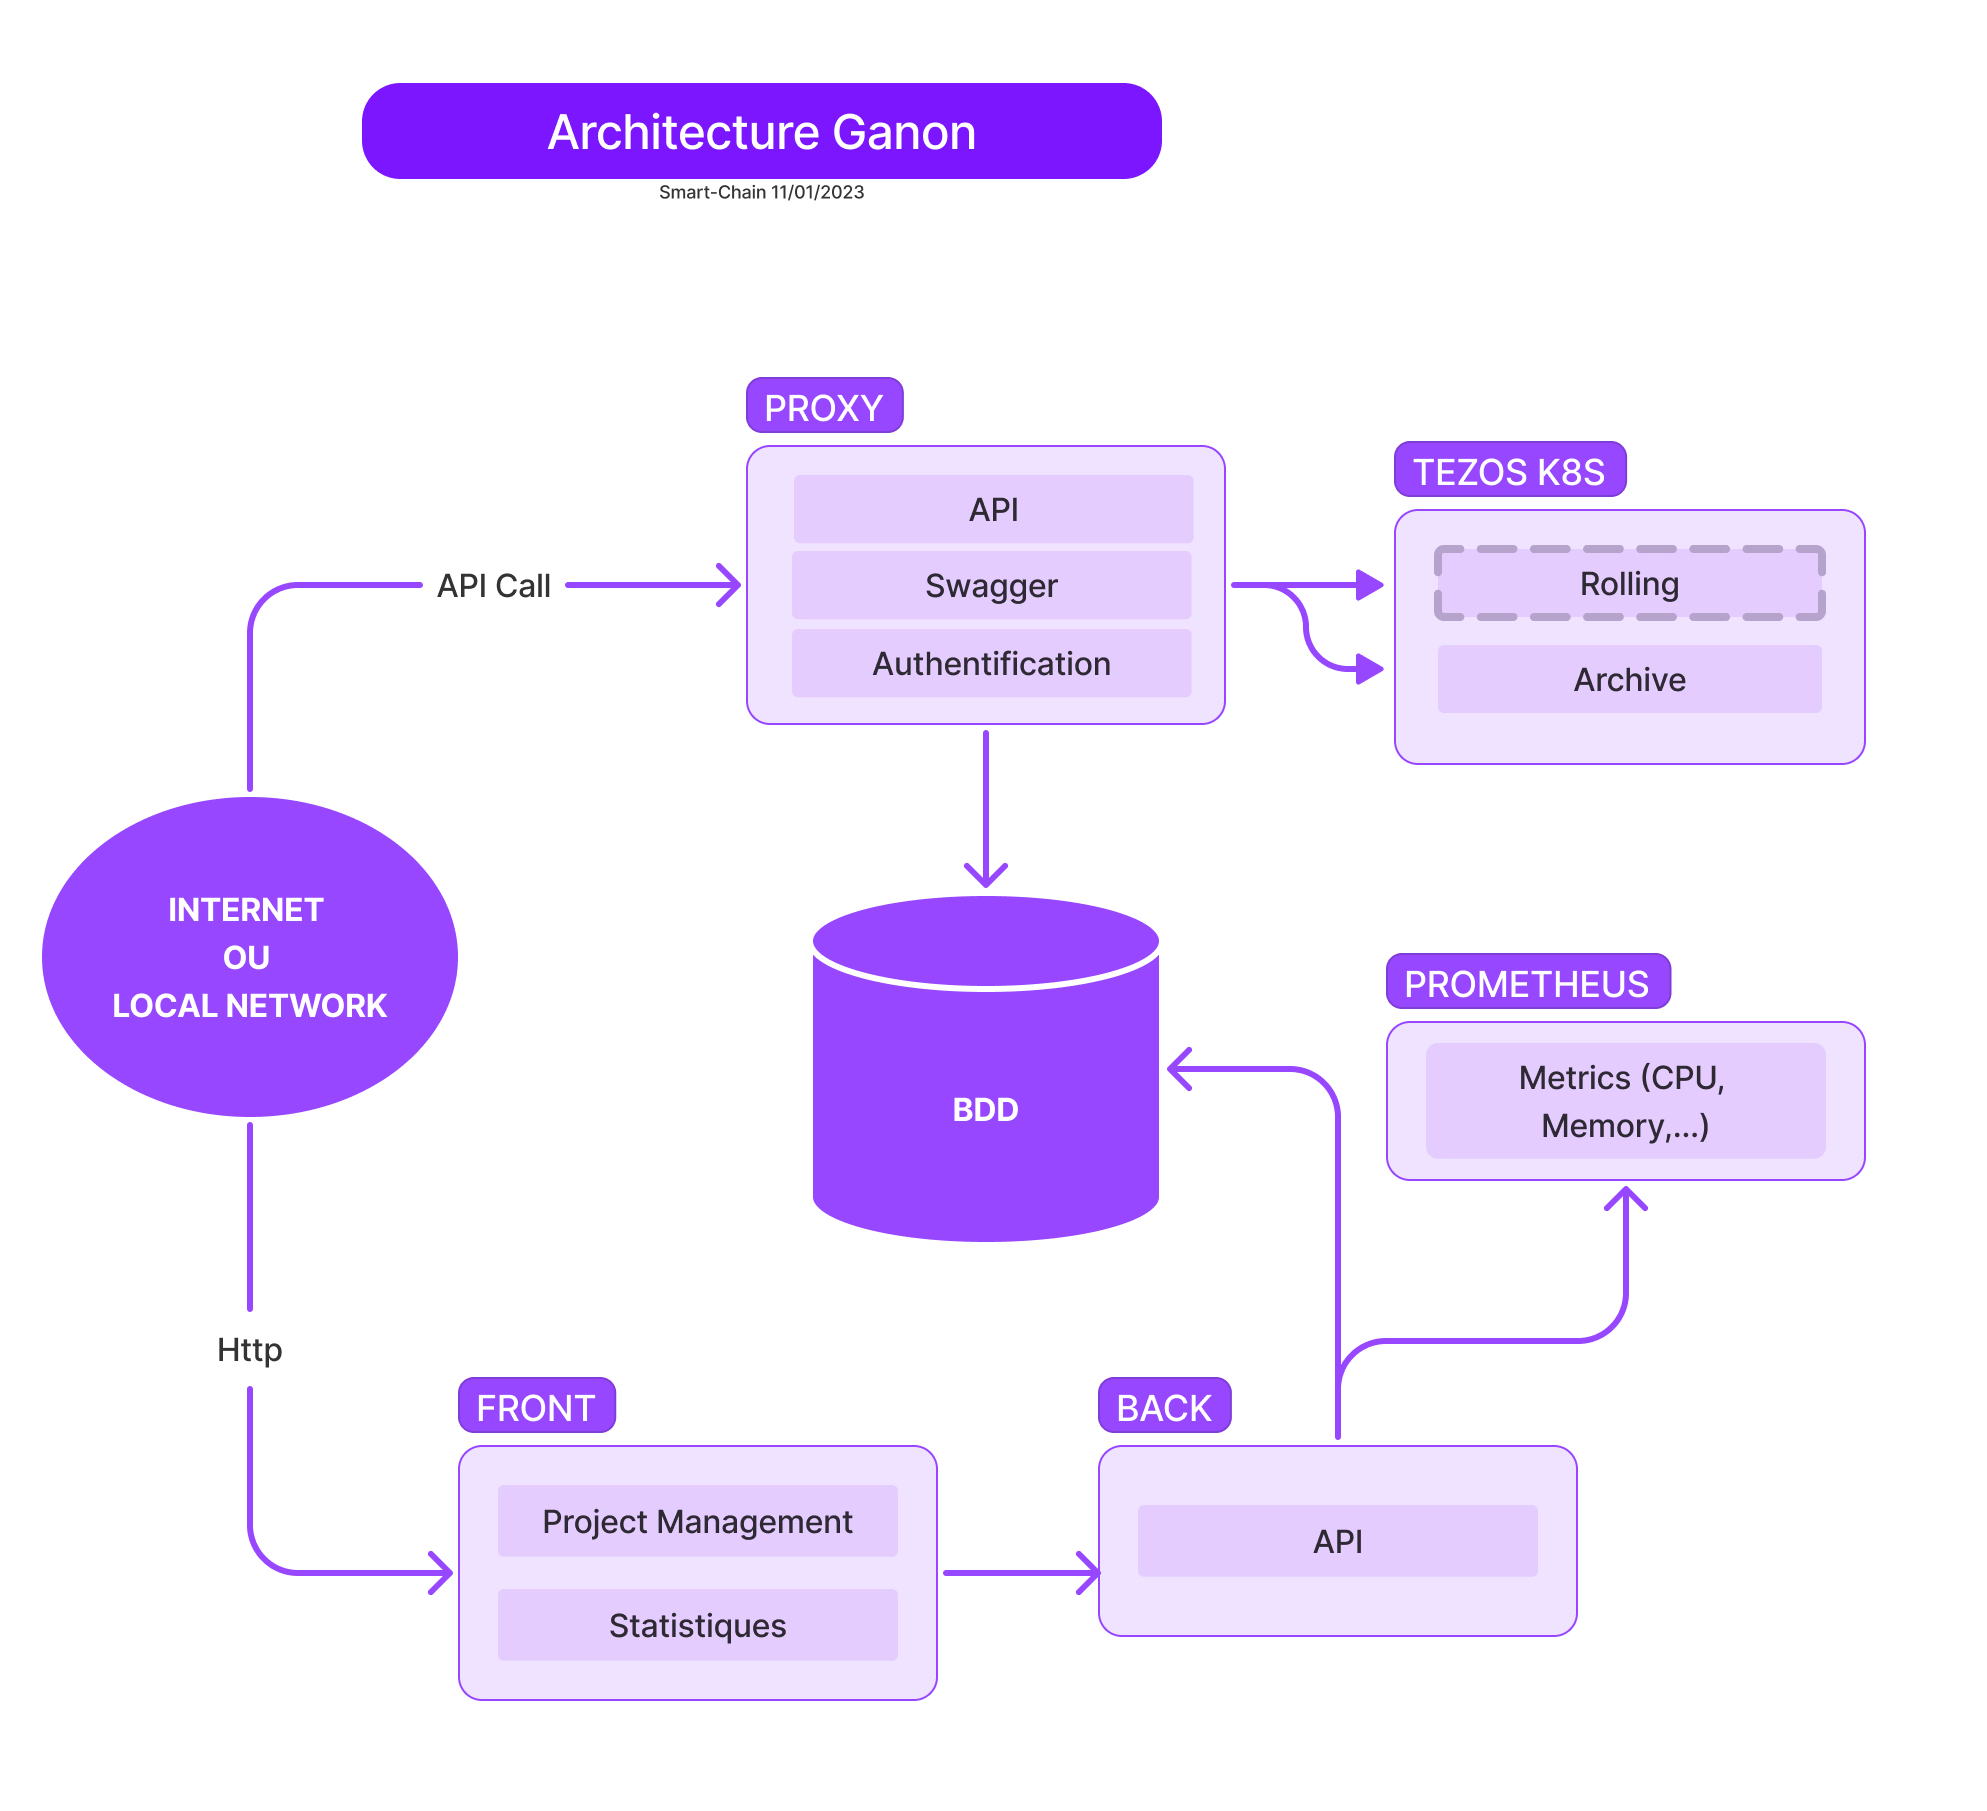 Architecture Ganon
Smart-Chain 11/01/2023
PROXY
API
Swagger
Authentification
TEZOS K8S
Rolling
Archive
API Call
INTERNET
OU
LOCAL NETWORK
BDD
PROMETHEUS
Metrics (CPU,
Memory,...)
Http
FRONT
Project Management
Statistiques
BACK
API